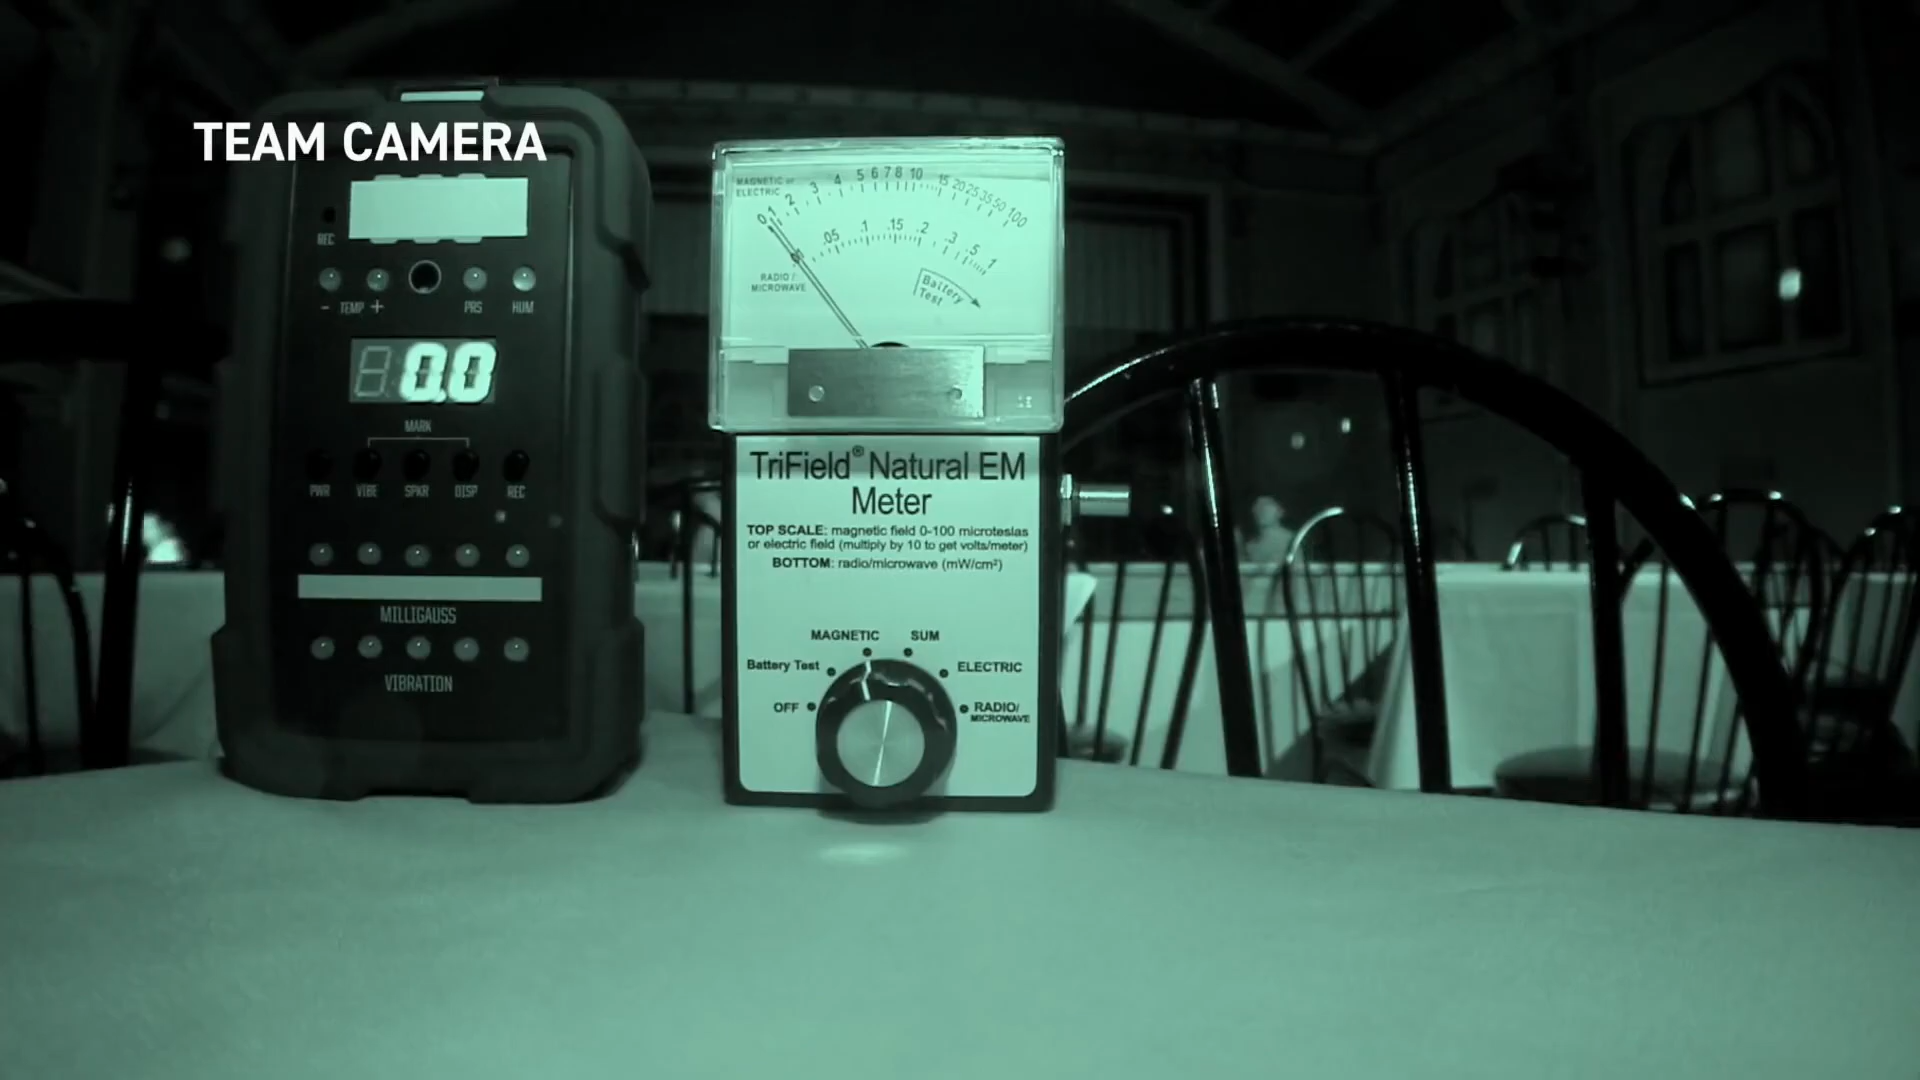 TEAM CAMERA
REC
- TEMP + PRS HUM
0.0
MARK
PWR VIBE SPKR DISP REC
MILLIGAUSS
VIBRATION
MAGNETIC or
ELECTRIC
0 1 2 3 4 5 6 7 8 10 15 20 25 35 50 100
.01 .05 .1 .15 .2 .3 .5 1
RADIO /
MICROWAVE
Battery
Test
TriField® Natural EM
Meter
TOP SCALE: magnetic field 0-100 microteslas
or electric field (multiply by 10 to get volts/meter)
BOTTOM: radio/microwave (mW/cm²)
MAGNETIC SUM
Battery Test ELECTRIC
OFF RADIO/
MICROWAVE